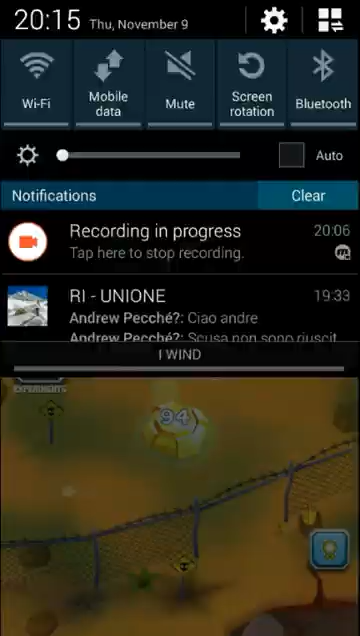 20:15 Thu, November 9
Wi-Fi
Mobile data
Mute
Screen rotation
Bluetooth
Auto
Notifications
Clear
Recording in progress 20:06
Tap here to stop recording.
RI - UNIONE 19:33
Andrew Pecché?: Ciao andre
Andrew Pecché?: Scusa non sono riuscit
I WIND
EXPERIMENTS
94